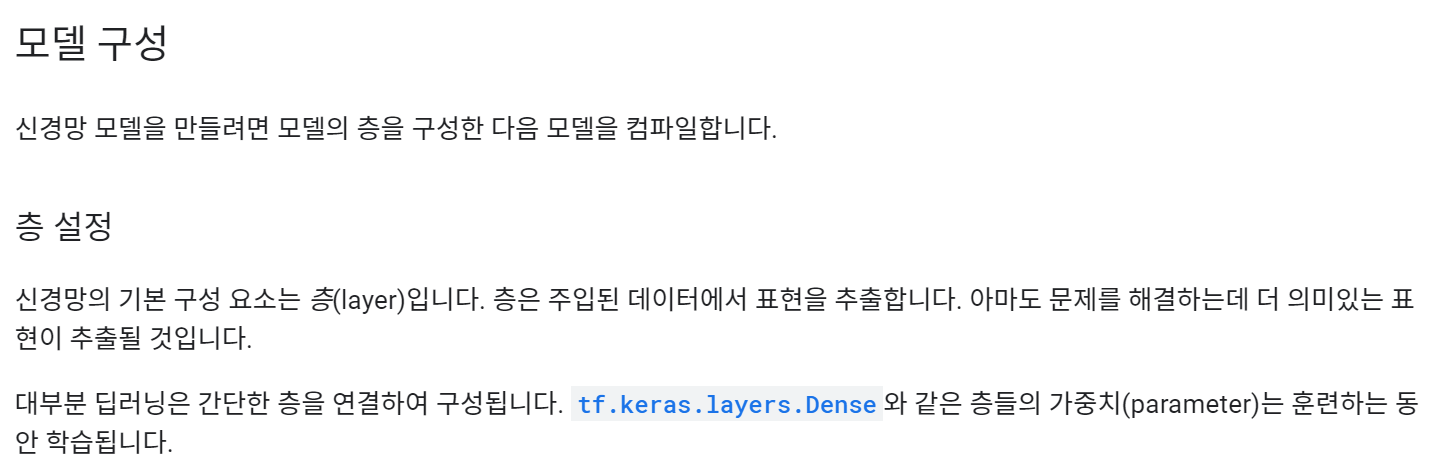 모델 구성
신경망 모델을 만들려면 모델의 층을 구성한 다음 모델을 컴파일합니다.
층 설정
신경망의 기본 구성 요소는 층(layer)입니다. 층은 주입된 데이터에서 표현을 추출합니다. 아마도 문제를 해결하는데 더 의미있는 표
현이 추출될 것입니다.
대부분 딥러닝은 간단한 층을 연결하여 구성됩니다. tf.keras.layers.Dense와 같은 층들의 가중치(parameter)는 훈련하는 동
안 학습됩니다.